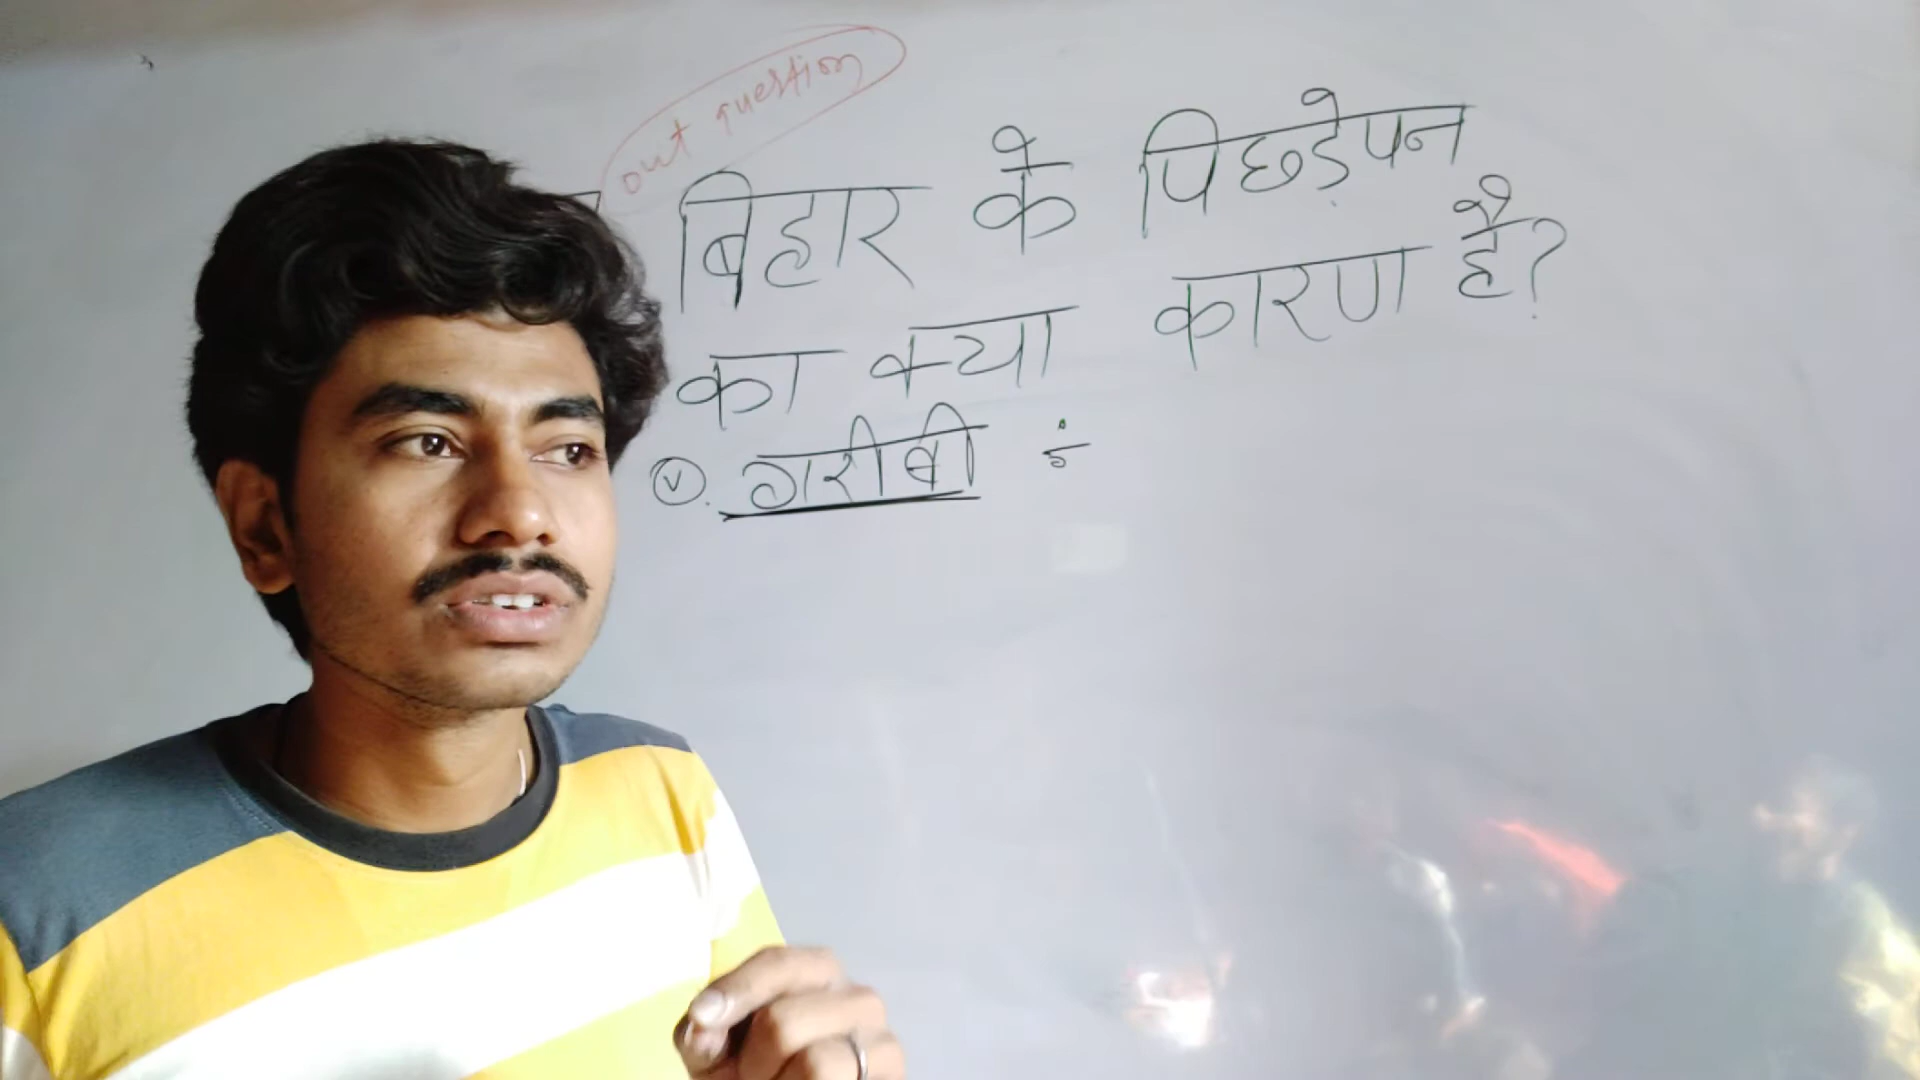 out question
बिहार के पिछड़ेपन
का क्या कारण है?
(v). गरीबी